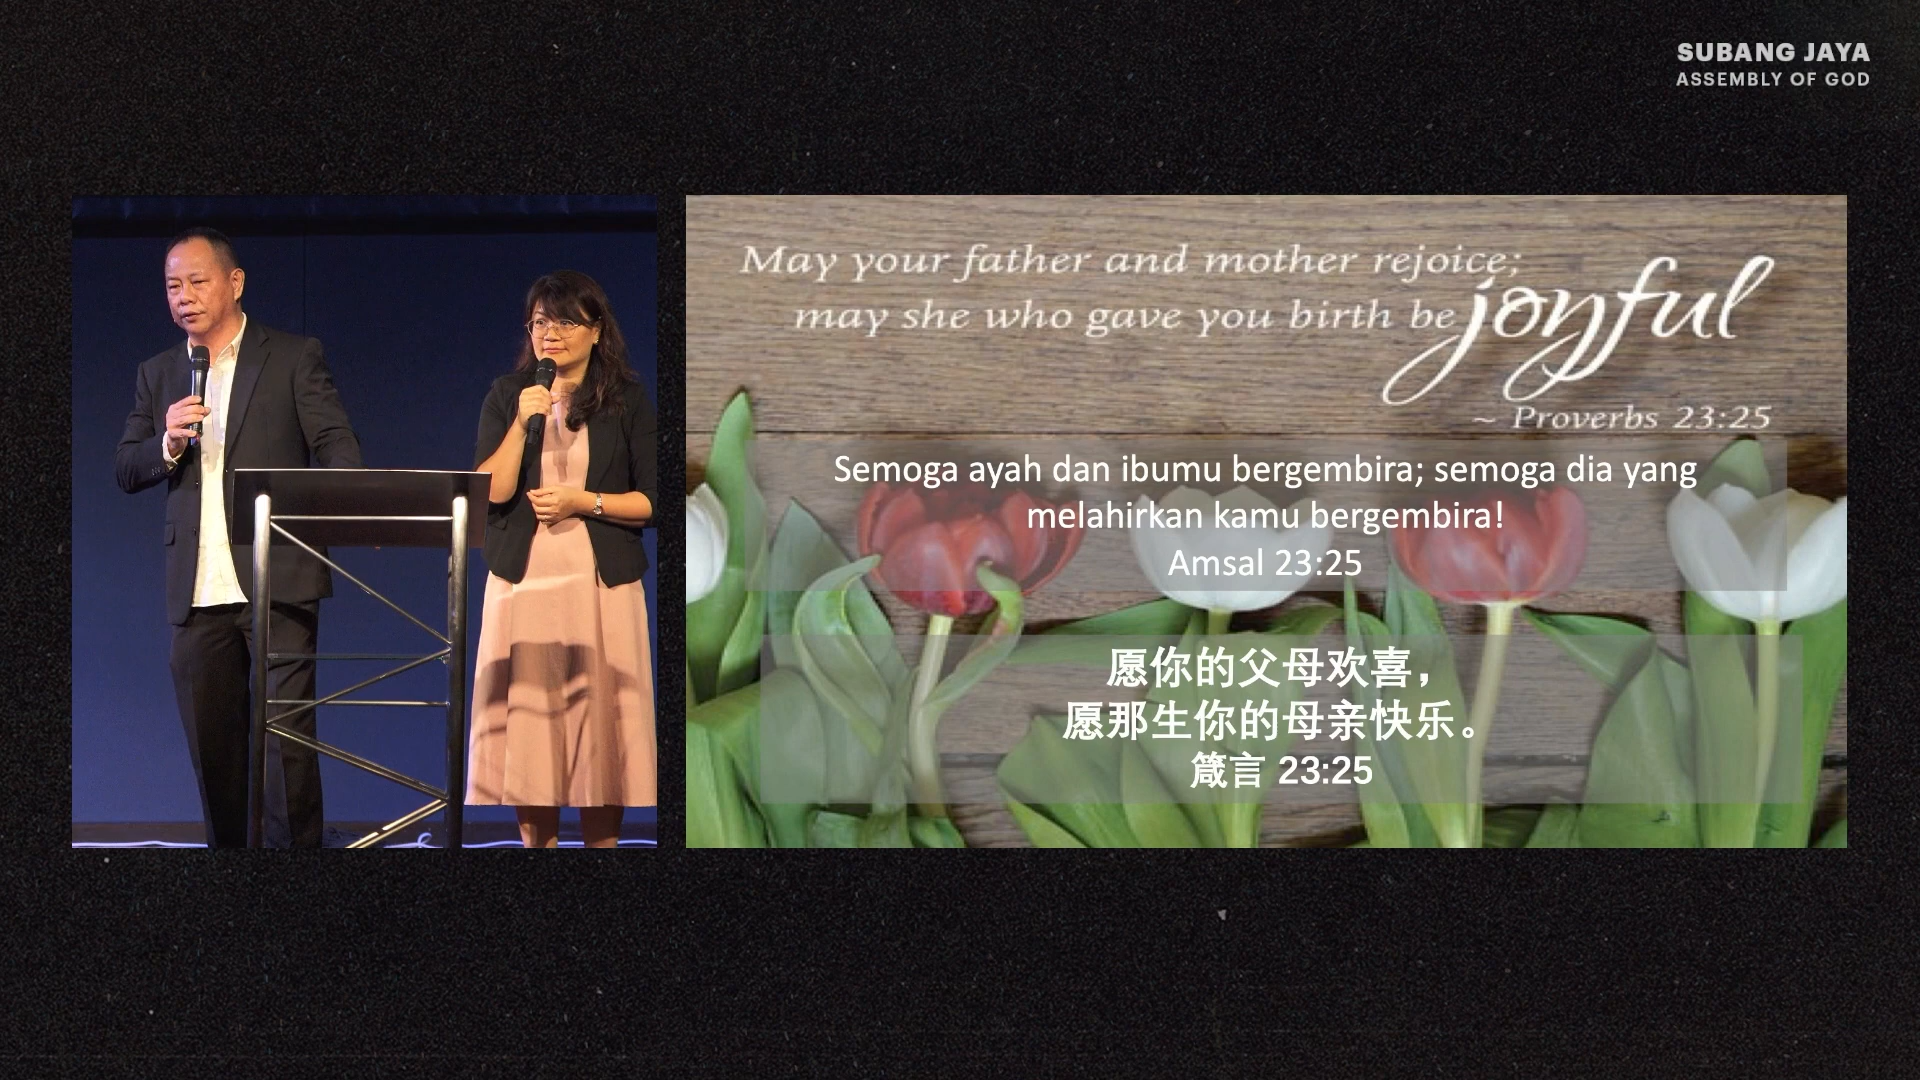 SUBANG JAYA
ASSEMBLY OF GOD
May your father and mother rejoice;
may she who gave you birth be joyful
~ Proverbs 23:25
Semoga ayah dan ibumu bergembira; semoga dia yang
melahirkan kamu bergembira!
Amsal 23:25
愿你的父母欢喜，
愿那生你的母亲快乐。
箴言 23:25